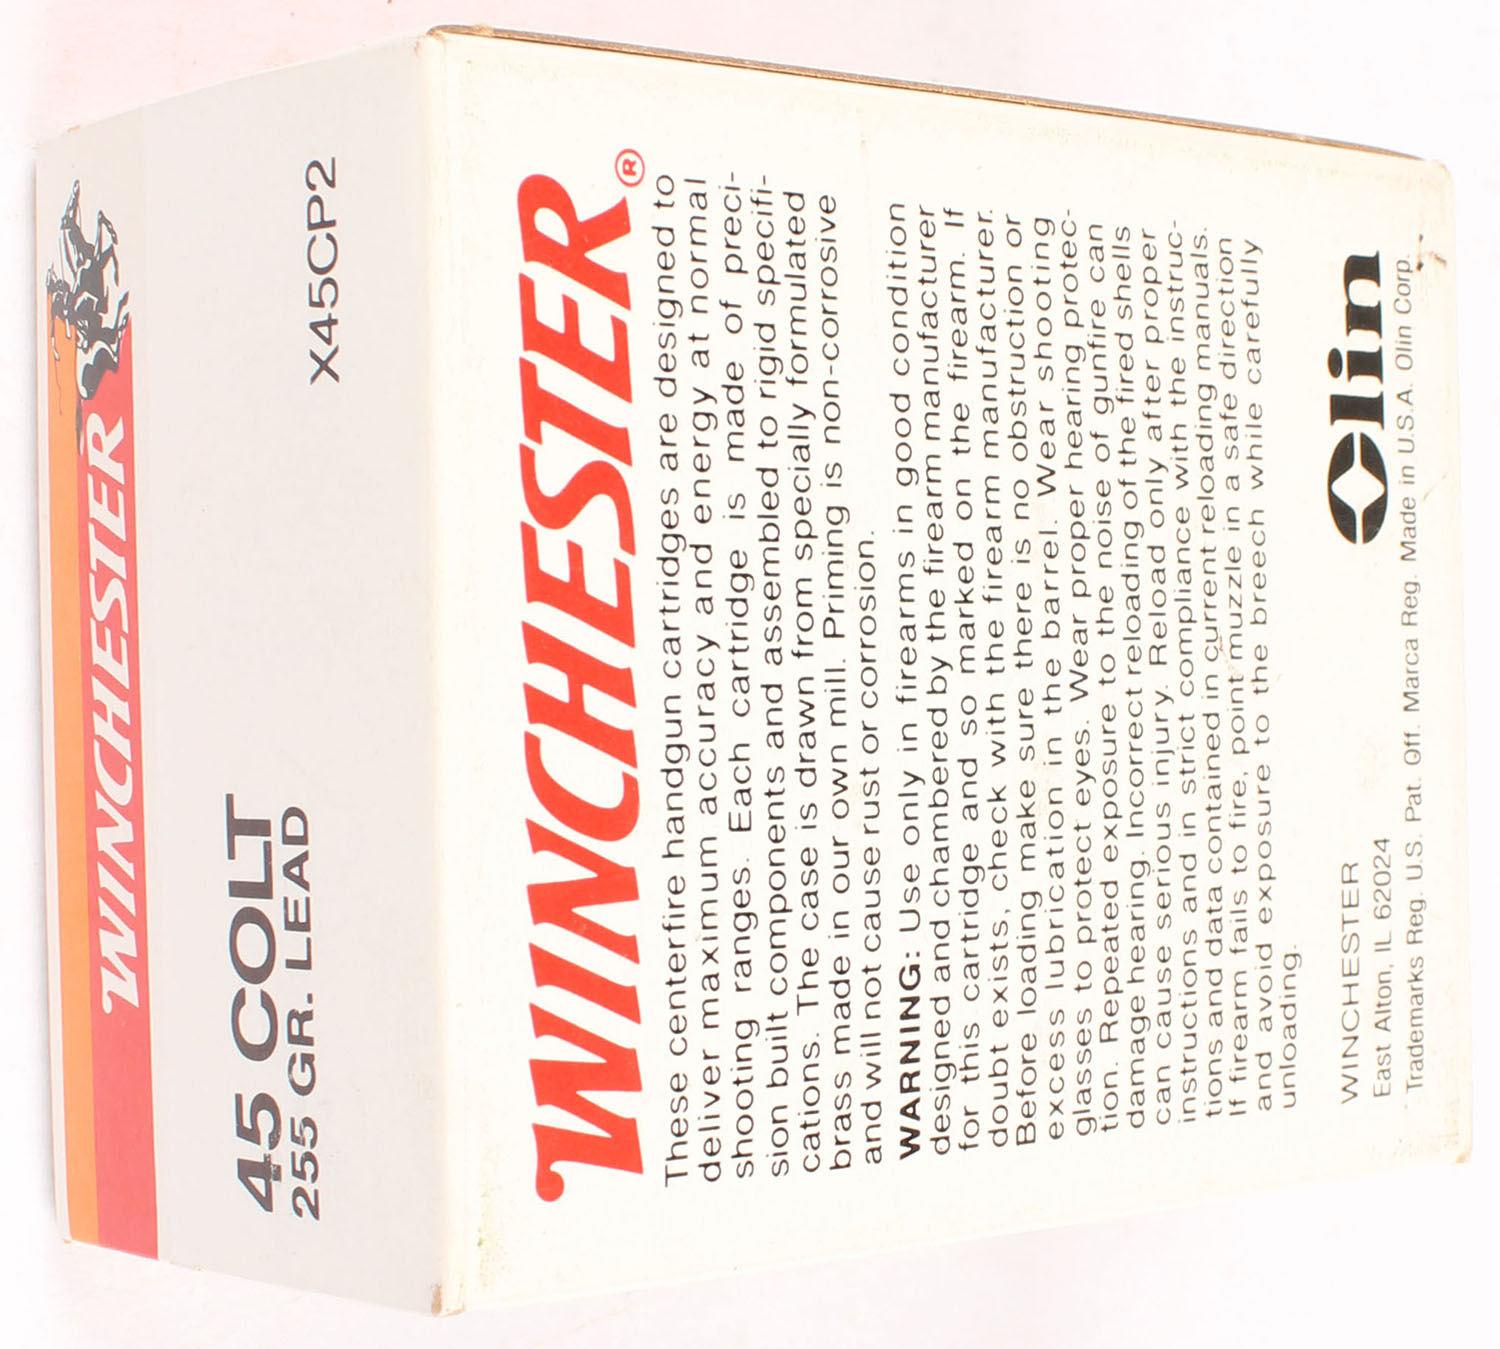 WINCHESTER
45 COLT
255 GR. LEAD
X45CP2
WINCHESTER®
These centerfire handgun cartridges are designed to
deliver maximum accuracy and energy at normal
shooting ranges. Each cartridge is made of preci-
sion built components and assembled to rigid specifi-
cations. The case is drawn from specially formulated
brass made in our own mill. Priming is non-corrosive
and will not cause rust or corrosion.
WARNING: Use only in firearms in good condition
designed and chambered by the firearm manufacturer
for this cartridge and so marked on the firearm. If
doubt exists, check with the firearm manufacturer.
Before loading make sure there is no obstruction or
excess lubrication in the barrel. Wear shooting
glasses to protect eyes. Wear proper hearing protec-
tion. Repeated exposure to the noise of gunfire can
damage hearing. Incorrect reloading of the fired shells
can cause serious injury. Reload only after proper
instructions and in strict compliance with the instruc-
tions and data contained in current reloading manuals.
If firearm fails to fire, point muzzle in a safe direction
and avoid exposure to the breech while carefully
unloading.
WINCHESTER
East Alton, IL 62024
Olin
Trademarks Reg. U.S. Pat. Off. Marca Reg. Made in U.S.A. Olin Corp.